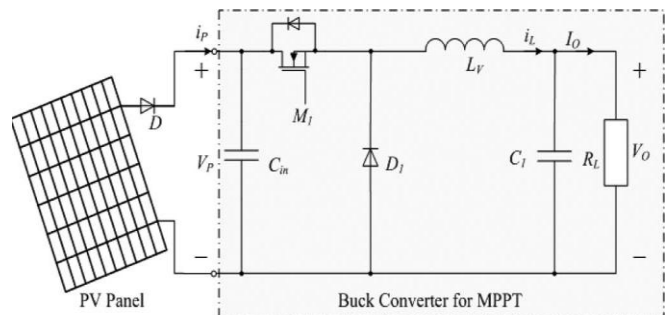 i_P
+
D
V_P
−
C_in
M_1
D_1
L_V
i_L
I_O
C_1
R_L
+
V_O
−
PV Panel
Buck Converter for MPPT